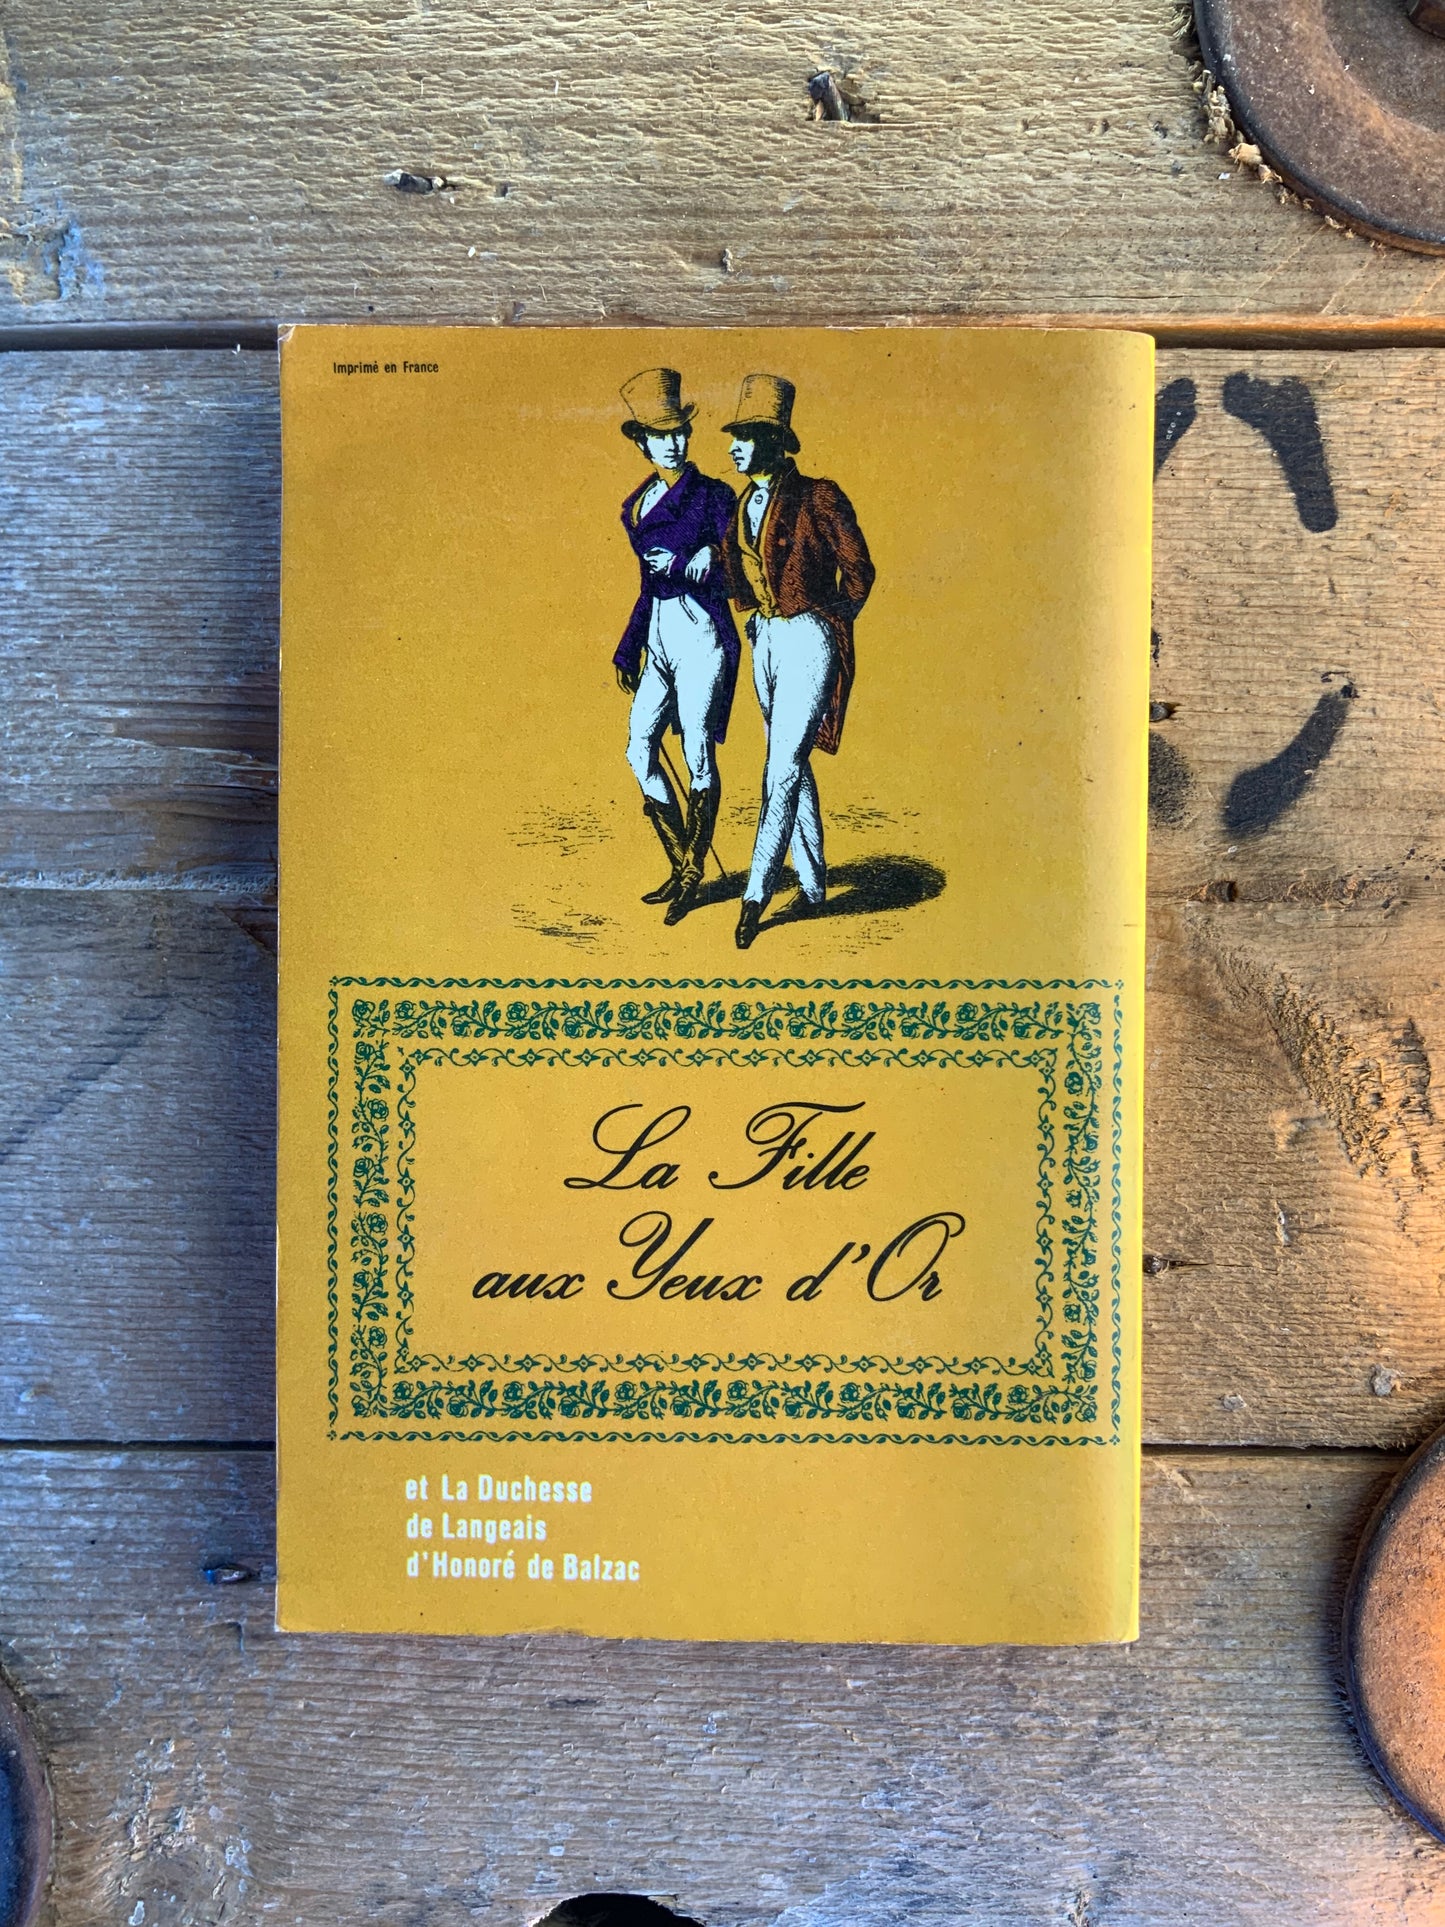 Imprimé en France
La Fille
aux Yeux d'Or
et La Duchesse
de Langeais
d'Honoré de Balzac